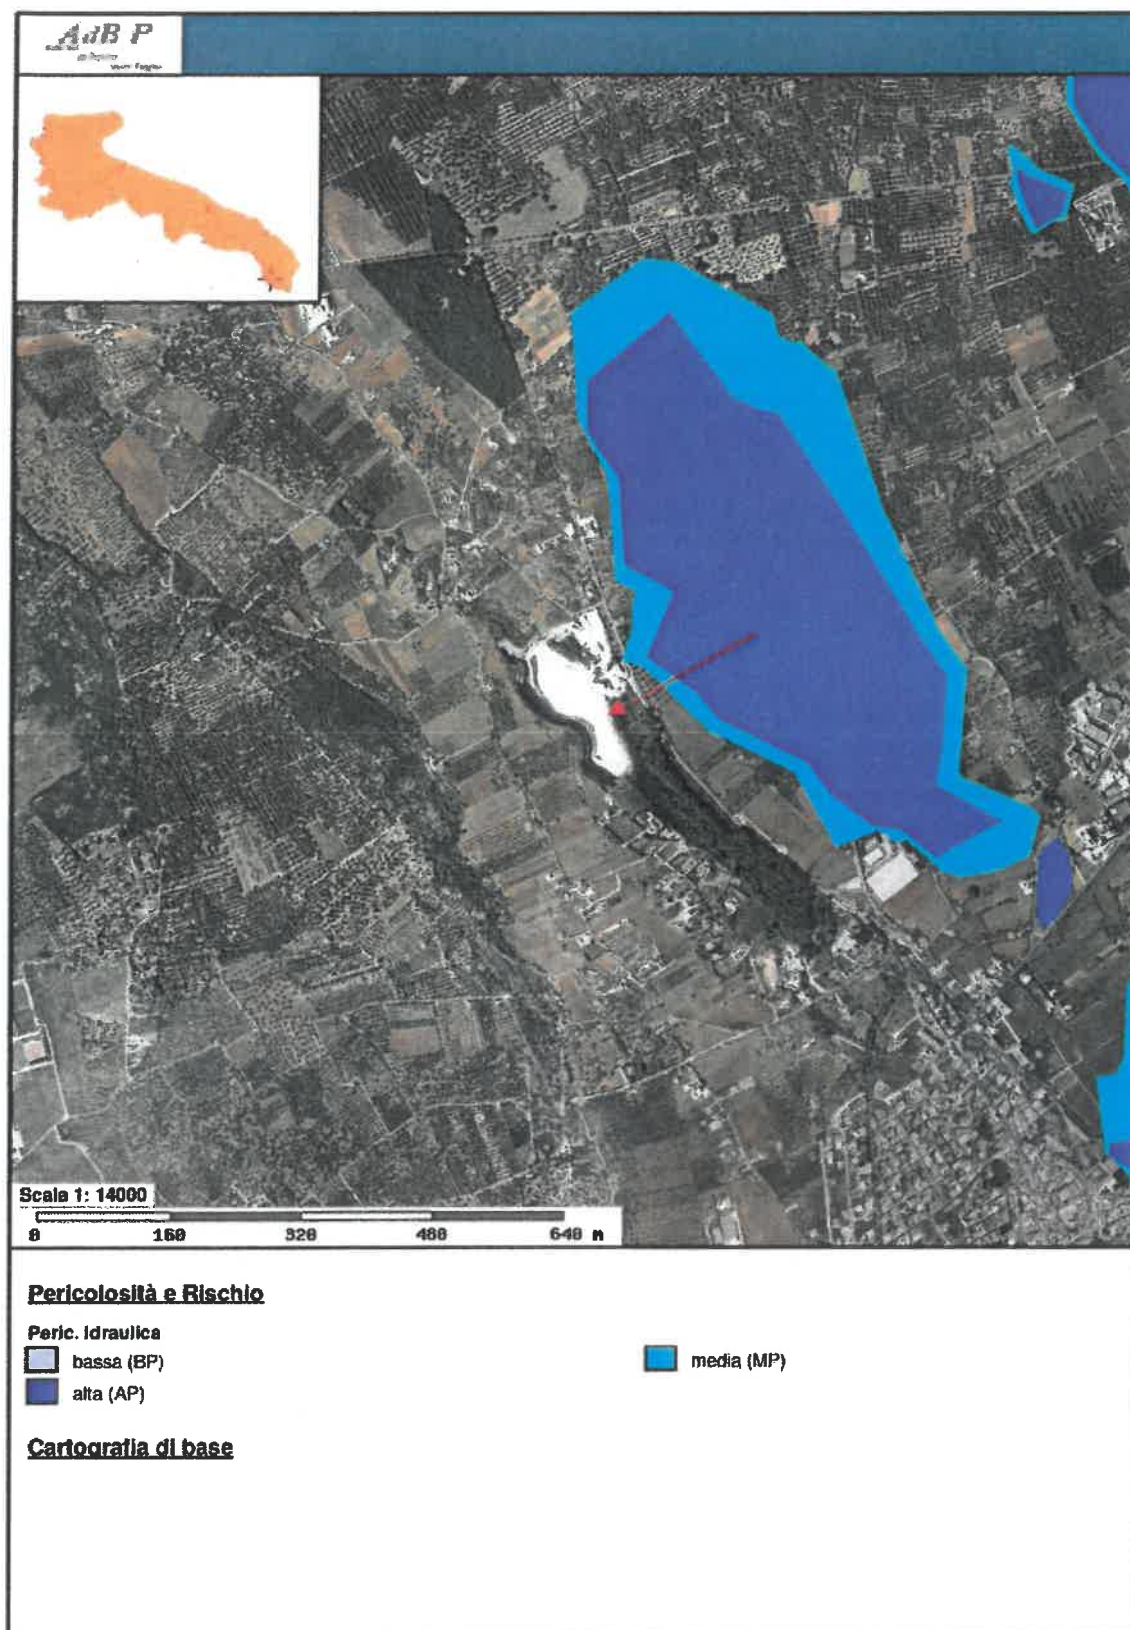 AdB P
Scala 1: 14000
0 160 320 480 640 m
Pericolosità e Rischio
Peric. Idraulica
bassa (BP)
media (MP)
alta (AP)
Cartografia di base